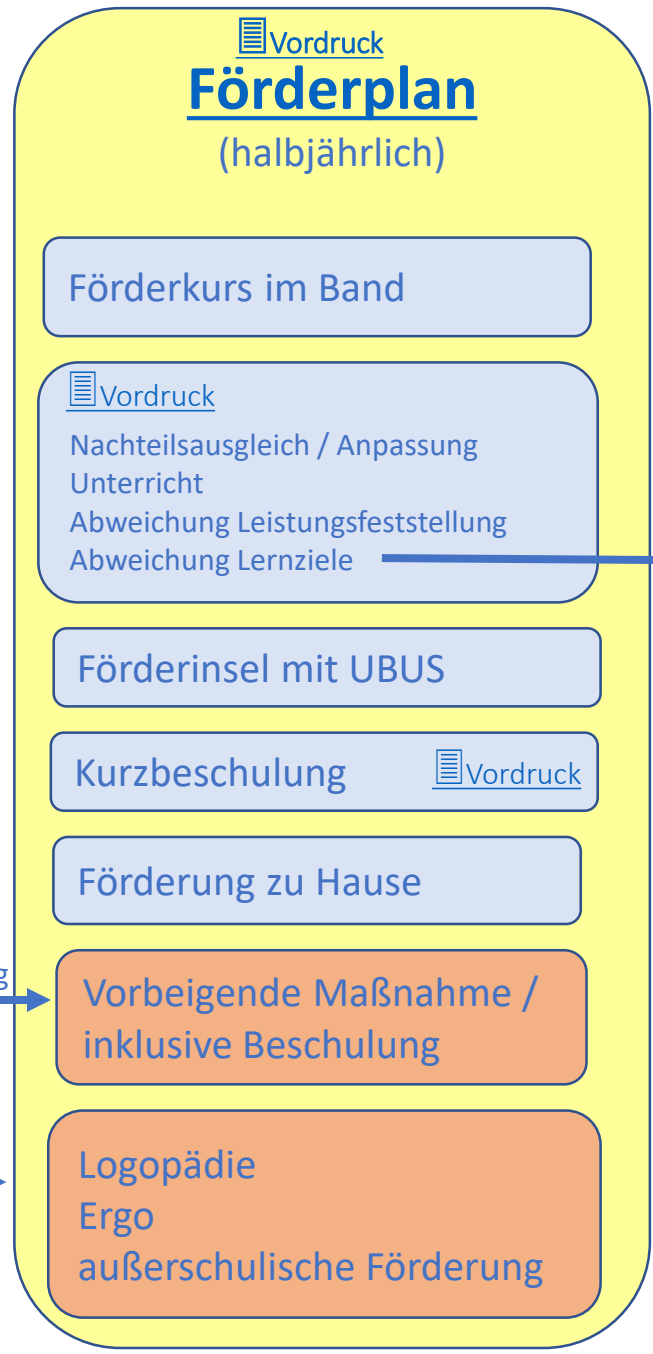 Vordruck
Förderplan
(halbjährlich)
Förderkurs im Band
Vordruck
Nachteilsausgleich / Anpassung
Unterricht
Abweichung Leistungsfeststellung
Abweichung Lernziele
Förderinsel mit UBUS
Kurzbeschulung Vordruck
Förderung zu Hause
g
Vorbeigende Maßnahme /
inklusive Beschulung
Logopädie
Ergo
außerschulische Förderung